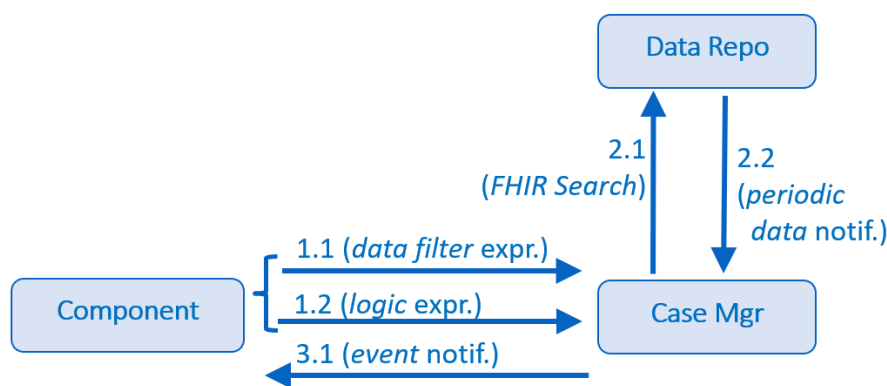 Data Repo
2.1
(FHIR Search)
2.2
(periodic
data notif.)
1.1 (data filter expr.)
Component
1.2 (logic expr.)
Case Mgr
3.1 (event notif.)